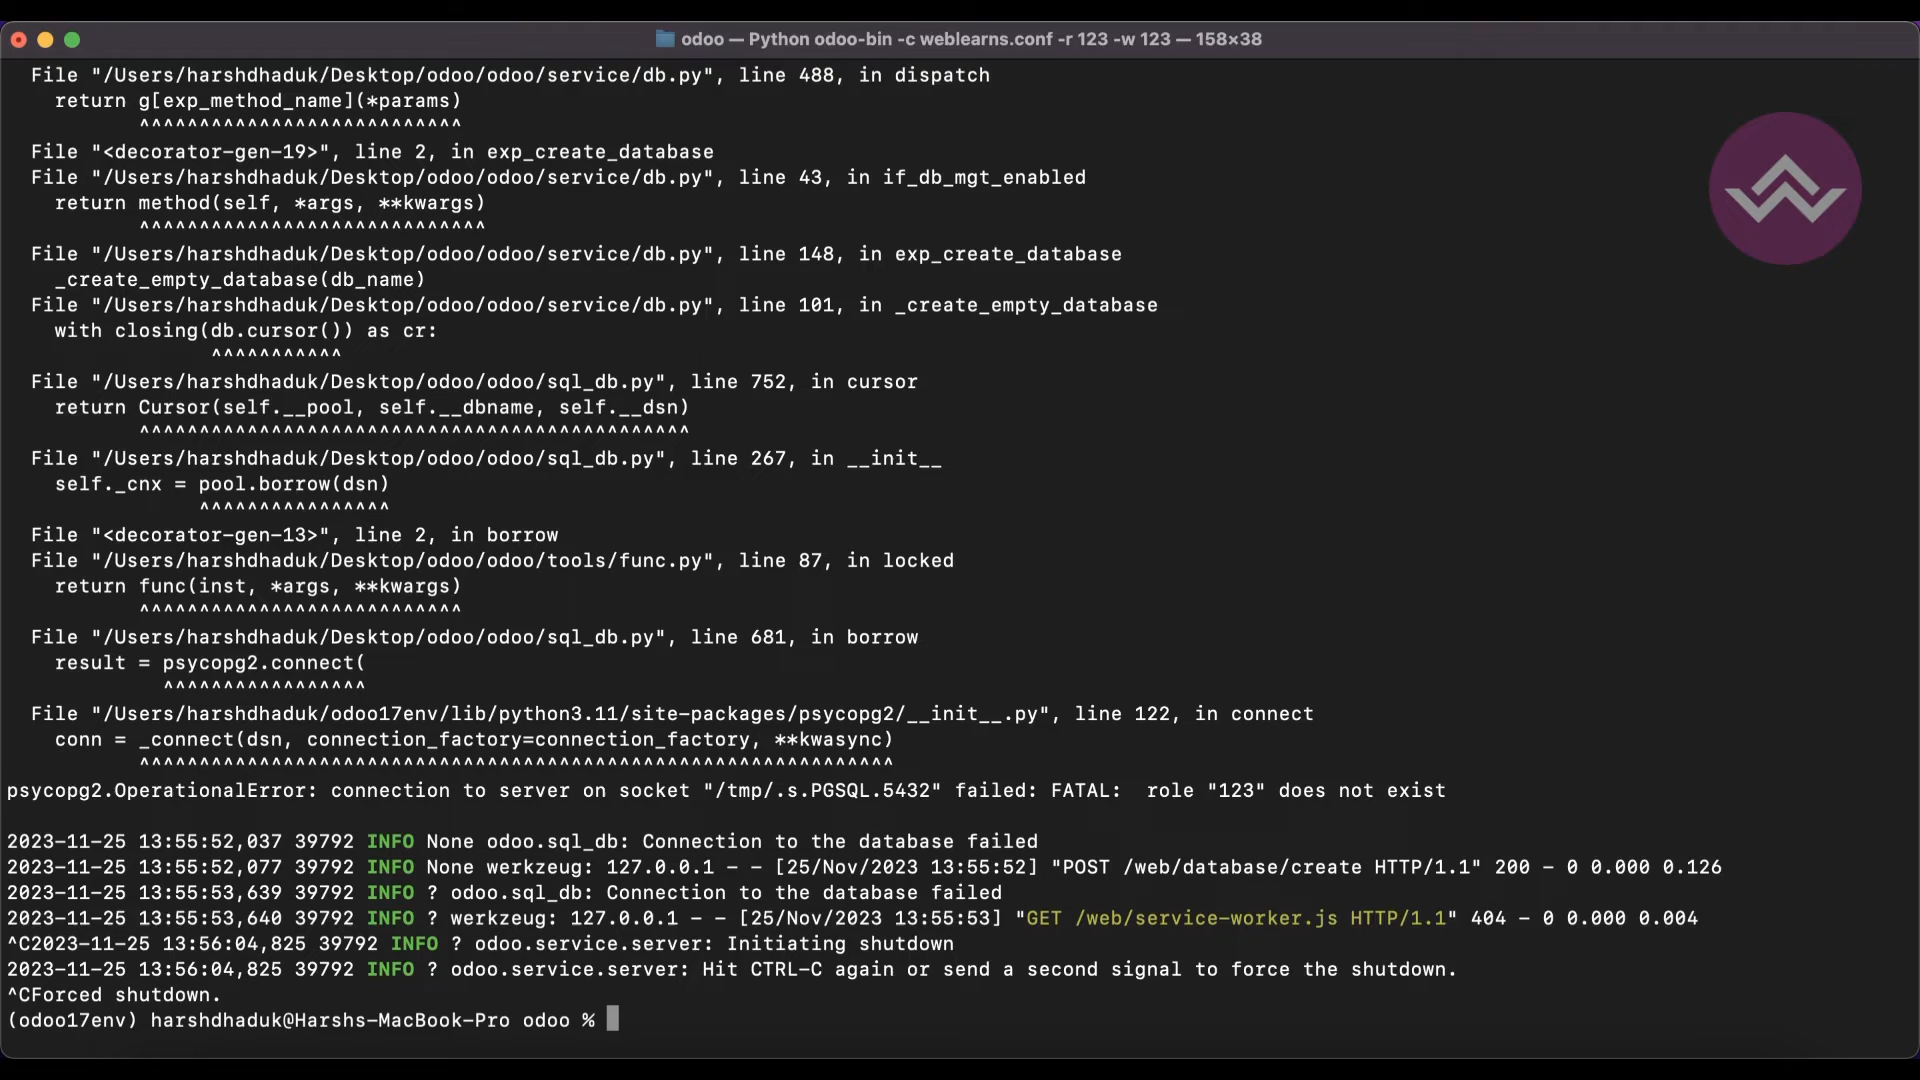 odoo — Python odoo-bin -c weblearns.conf -r 123 -w 123 — 158×38
File "/Users/harshdhaduk/Desktop/odoo/odoo/service/db.py", line 488, in dispatch
return g[exp_method_name](*params)
^^^^^^^^^^^^^^^^^^^^^^^^^^^
File "<decorator-gen-19>", line 2, in exp_create_database
File "/Users/harshdhaduk/Desktop/odoo/odoo/service/db.py", line 43, in if_db_mgt_enabled
return method(self, *args, **kwargs)
^^^^^^^^^^^^^^^^^^^^^^^^^^^^^
File "/Users/harshdhaduk/Desktop/odoo/odoo/service/db.py", line 148, in exp_create_database
_create_empty_database(db_name)
File "/Users/harshdhaduk/Desktop/odoo/odoo/service/db.py", line 101, in _create_empty_database
with closing(db.cursor()) as cr:
^^^^^^^^^^^
File "/Users/harshdhaduk/Desktop/odoo/odoo/sql_db.py", line 752, in cursor
return Cursor(self.__pool, self.__dbname, self.__dsn)
^^^^^^^^^^^^^^^^^^^^^^^^^^^^^^^^^^^^^^^^^^^^^^
File "/Users/harshdhaduk/Desktop/odoo/odoo/sql_db.py", line 267, in __init__
self._cnx = pool.borrow(dsn)
^^^^^^^^^^^^^^^^
File "<decorator-gen-13>", line 2, in borrow
File "/Users/harshdhaduk/Desktop/odoo/odoo/tools/func.py", line 87, in locked
return func(inst, *args, **kwargs)
^^^^^^^^^^^^^^^^^^^^^^^^^^^
File "/Users/harshdhaduk/Desktop/odoo/odoo/sql_db.py", line 681, in borrow
result = psycopg2.connect(
^^^^^^^^^^^^^^^^^
File "/Users/harshdhaduk/odoo17env/lib/python3.11/site-packages/psycopg2/__init__.py", line 122, in connect
conn = _connect(dsn, connection_factory=connection_factory, **kwasync)
^^^^^^^^^^^^^^^^^^^^^^^^^^^^^^^^^^^^^^^^^^^^^^^^^^^^^^^^^^^^^^^
psycopg2.OperationalError: connection to server on socket "/tmp/.s.PGSQL.5432" failed: FATAL:  role "123" does not exist
2023-11-25 13:55:52,037 39792 INFO None odoo.sql_db: Connection to the database failed
2023-11-25 13:55:52,077 39792 INFO None werkzeug: 127.0.0.1 - - [25/Nov/2023 13:55:52] "POST /web/database/create HTTP/1.1" 200 - 0 0.000 0.126
2023-11-25 13:55:53,639 39792 INFO ? odoo.sql_db: Connection to the database failed
2023-11-25 13:55:53,640 39792 INFO ? werkzeug: 127.0.0.1 - - [25/Nov/2023 13:55:53] "GET /web/service-worker.js HTTP/1.1" 404 - 0 0.000 0.004
^C2023-11-25 13:56:04,825 39792 INFO ? odoo.service.server: Initiating shutdown
2023-11-25 13:56:04,825 39792 INFO ? odoo.service.server: Hit CTRL-C again or send a second signal to force the shutdown.
^CForced shutdown.
(odoo17env) harshdhaduk@Harshs-MacBook-Pro odoo %